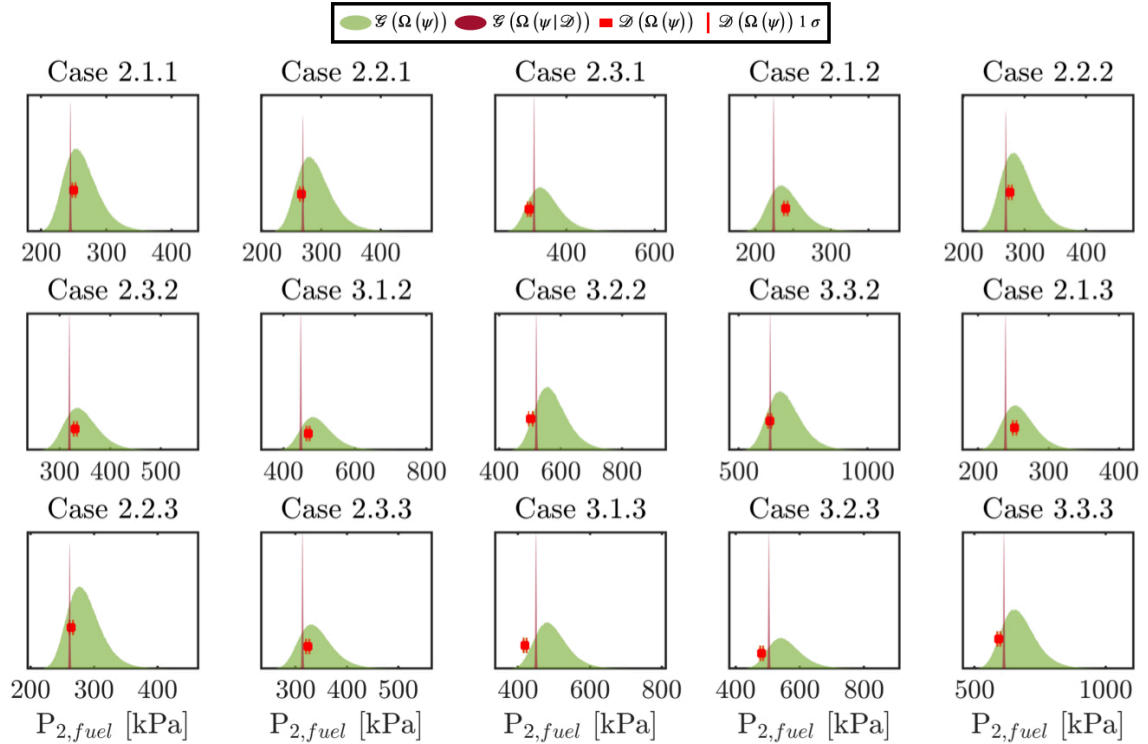 𝒢 (Ω (ψ)) 𝒢 (Ω (ψ|𝒟)) 𝒟 (Ω (ψ)) 𝒟 (Ω (ψ)) 1 σ
Case 2.1.1 Case 2.2.1 Case 2.3.1 Case 2.1.2 Case 2.2.2
200 300 400 200 300 400 400 600 200 300 200 300 400
Case 2.3.2 Case 3.1.2 Case 3.2.2 Case 3.3.2 Case 2.1.3
300 400 500 400 600 800 400 600 800 500 1000 200 300 400
Case 2.2.3 Case 2.3.3 Case 3.1.3 Case 3.2.3 Case 3.3.3
200 300 400 300 400 500 400 600 800 400 600 800 500 1000
P₂,fuel [kPa] P₂,fuel [kPa] P₂,fuel [kPa] P₂,fuel [kPa] P₂,fuel [kPa]